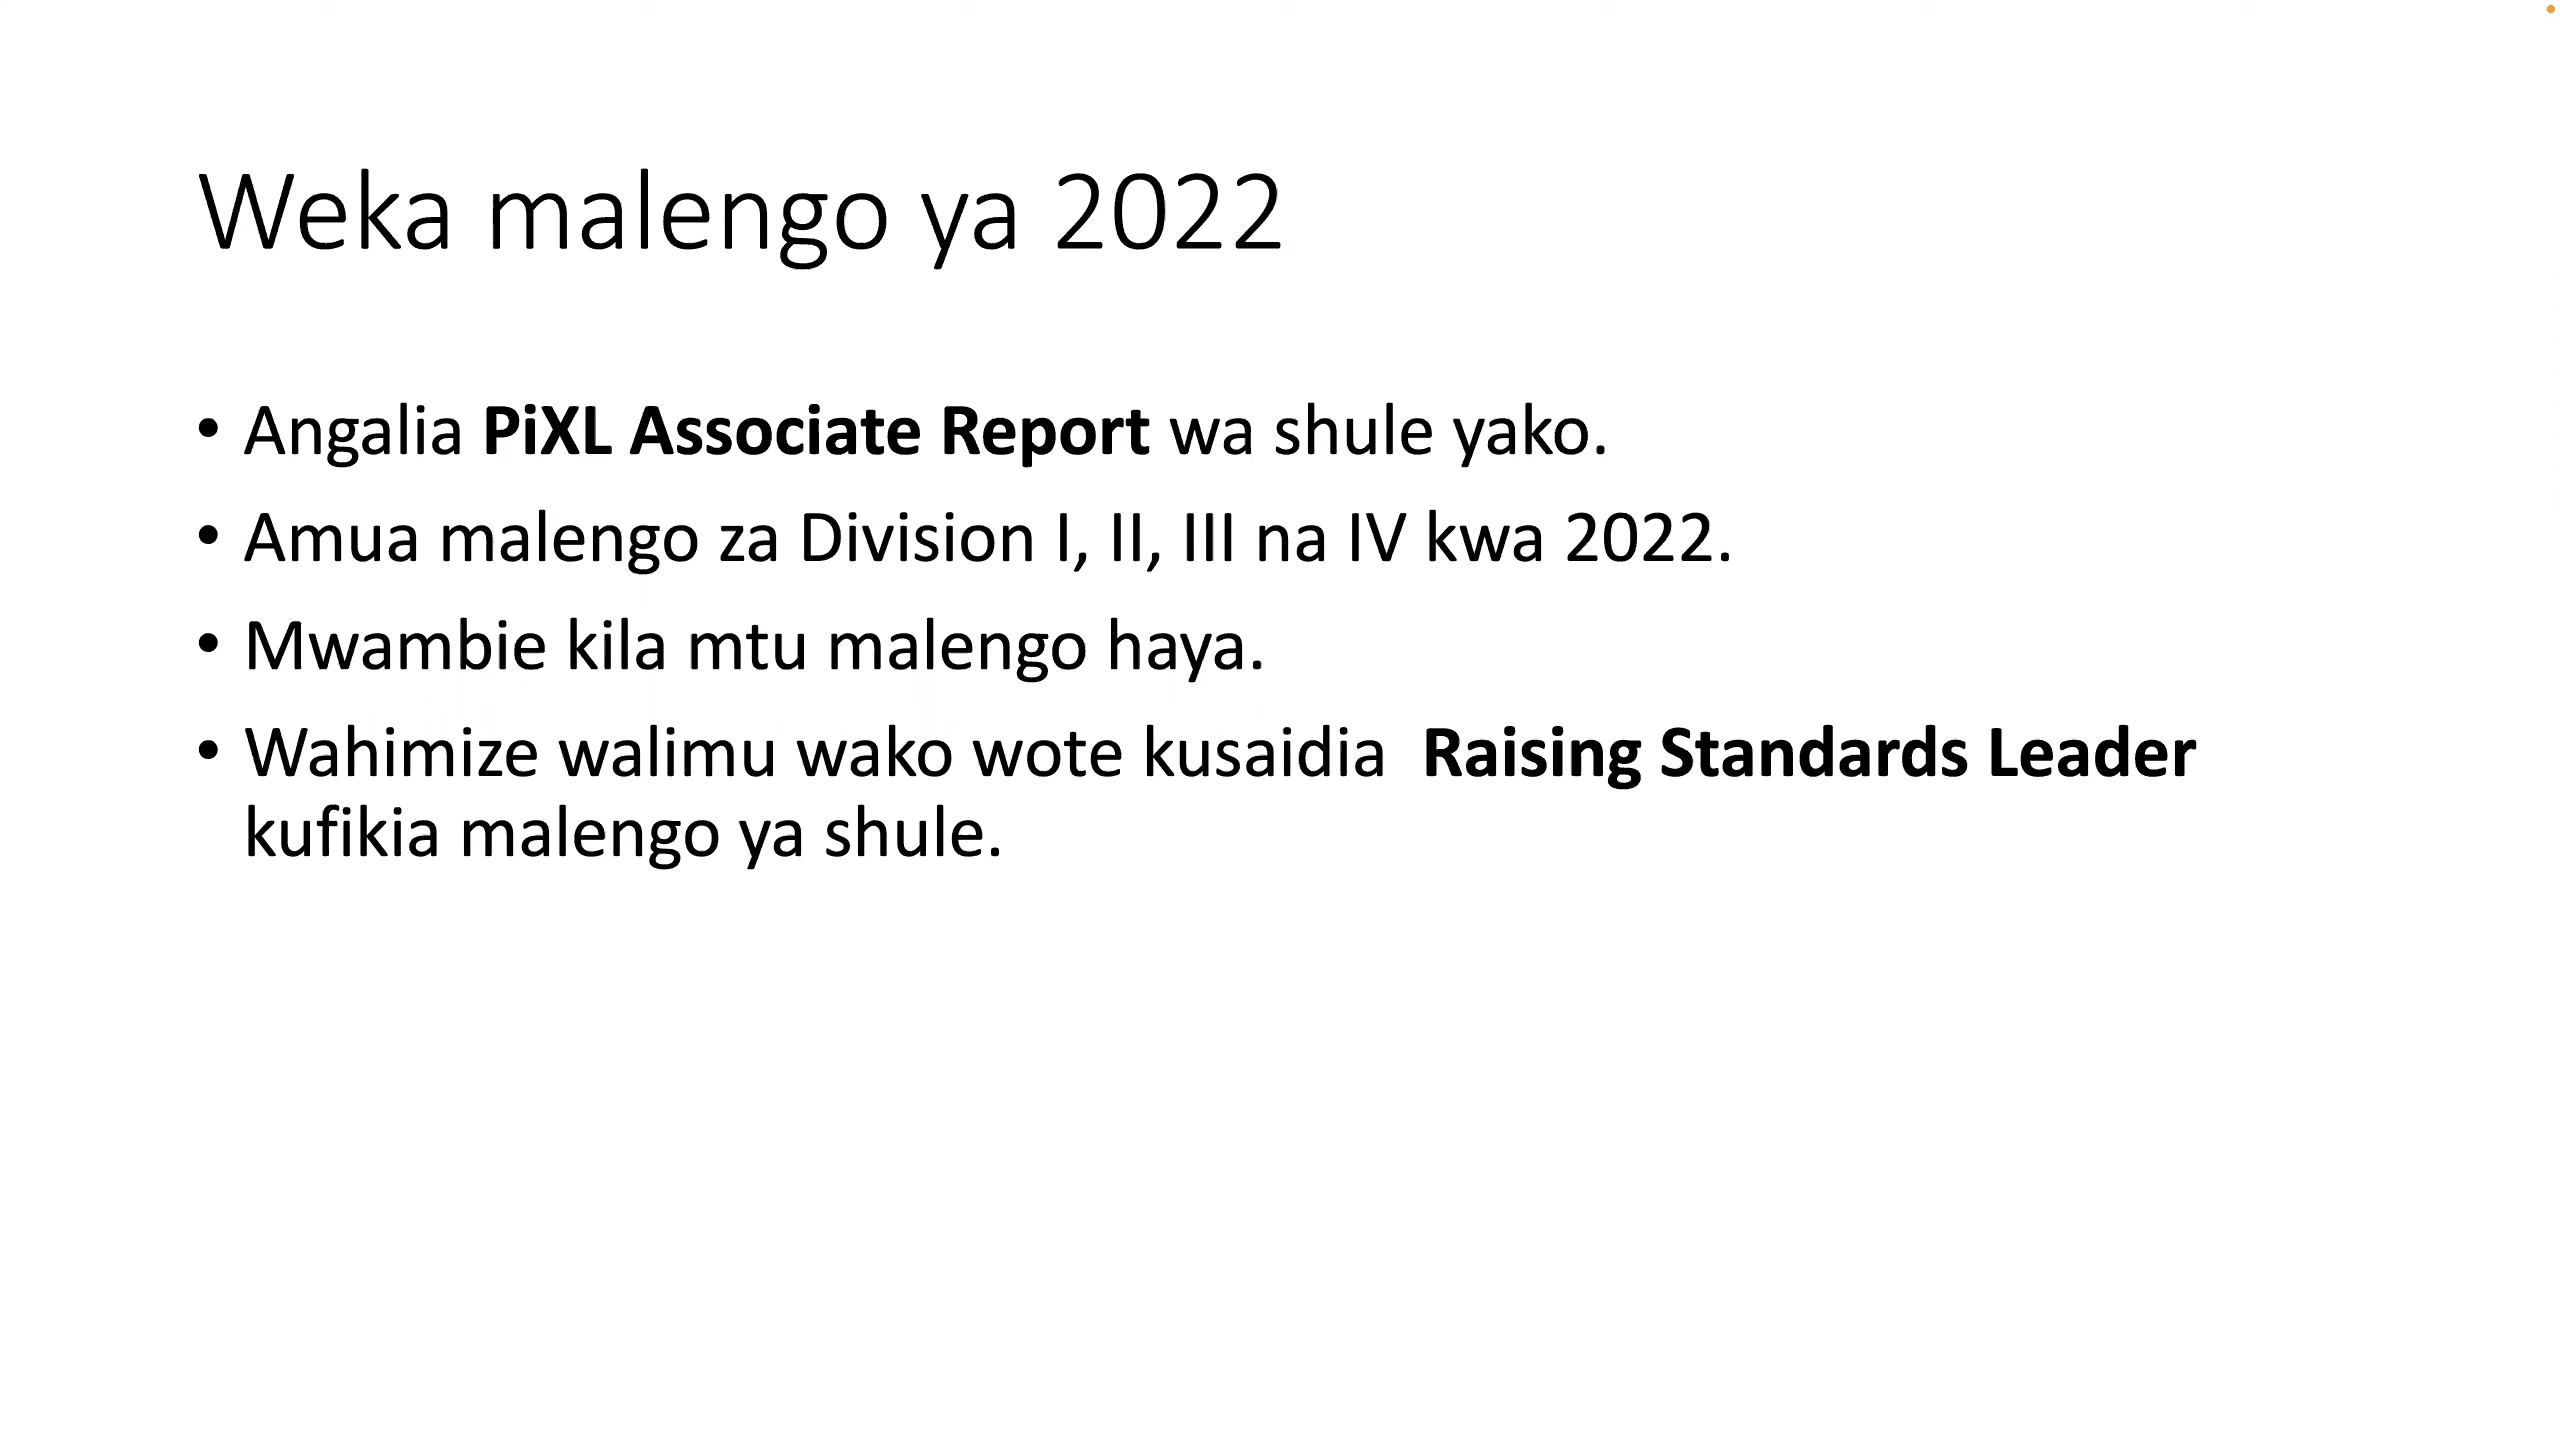 Weka malengo ya 2022
• Angalia PiXL Associate Report wa shule yako.
• Amua malengo za Division I, II, III na IV kwa 2022.
• Mwambie kila mtu malengo haya.
• Wahimize walimu wako wote kusaidia  Raising Standards Leader
kufikia malengo ya shule.